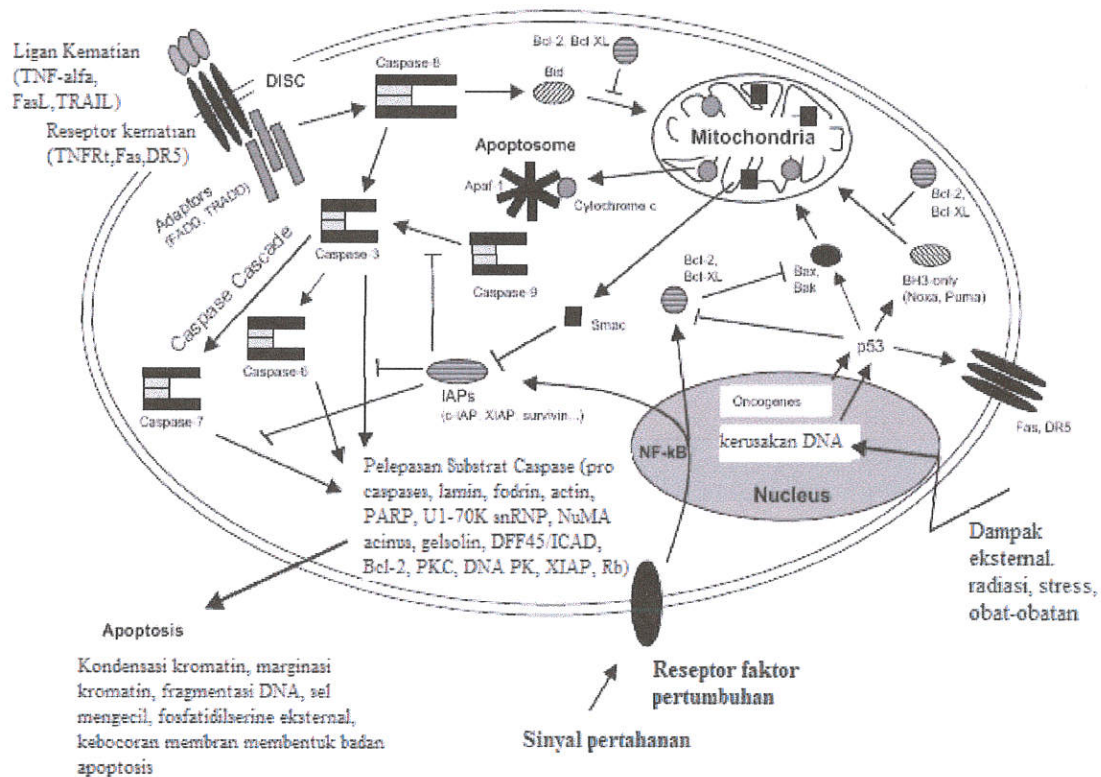 Ligan Kematian
(TNF-alfa,
FasL,TRAIL)
Reseptor kematian
(TNFRt,Fas,DR5)
DISC
Adaptors
(FADD, TRADD)
Caspase-8
Bcl-2, Bcl XL
Bid
Mitochondria
Apoptosome
Apaf-1
Cytochrome c
Caspase-3
Caspase-9
Caspase Cascade
Caspase-6
Caspase-7
Smac
IAPs
(c-IAP, XIAP, survivin...)
Bcl-2,
Bcl-XL
Bax,
Bak
Bcl-2,
Bcl XL
BH3-only
(Noxa, Puma)
p53
Fas, DR5
Oncogenes
kerusakan DNA
NF-kB
Nucleus
Pelepasan Substrat Caspase (pro
caspases, lamin, fodrin, actin,
PARP, U1-70K snRNP, NuMA
acinus, gelsolin, DFF45/ICAD,
Bcl-2, PKC, DNA PK, XIAP, Rb)
Dampak
eksternal.
radiasi, stress,
obat-obatan
Apoptosis
Kondensasi kromatin, marginasi
kromatin, fragmentasi DNA, sel
mengecil, fosfatidilserine eksternal,
kebocoran membran membentuk badan
apoptosis
Reseptor faktor
pertumbuhan
Sinyal pertahanan